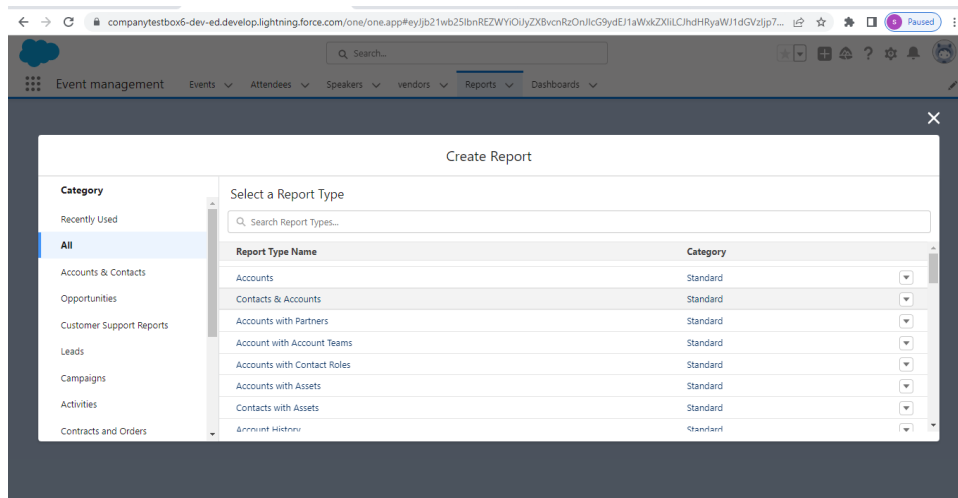 companytestbox6-dev-ed.develop.lightning.force.com/one/one.app#eyJjb21wb25lbnREZWYiOiJyZXBvcnRzOnJlcG9ydEJ1aWxkZXIiLCJhdHRyaWJ1dGVzIjp7...
S Paused
Search...
Event management Events Attendees Speakers vendors Reports Dashboards
Create Report
Category
Recently Used
All
Accounts & Contacts
Opportunities
Customer Support Reports
Leads
Campaigns
Activities
Contracts and Orders
Select a Report Type
Search Report Types...
Report Type Name Category
Accounts Standard
Contacts & Accounts Standard
Accounts with Partners Standard
Account with Account Teams Standard
Accounts with Contact Roles Standard
Accounts with Assets Standard
Contacts with Assets Standard
Account History Standard